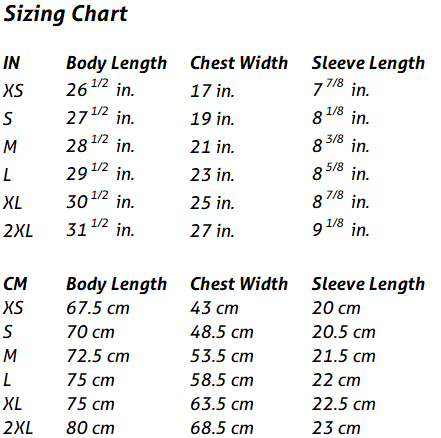 Sizing Chart
IN Body Length Chest Width Sleeve Length
XS 26 1/2 in. 17 in. 7 7/8 in.
S 27 1/2 in. 19 in. 8 1/8 in.
M 28 1/2 in. 21 in. 8 3/8 in.
L 29 1/2 in. 23 in. 8 5/8 in.
XL 30 1/2 in. 25 in. 8 7/8 in.
2XL 31 1/2 in. 27 in. 9 1/8 in.
CM Body Length Chest Width Sleeve Length
XS 67.5 cm 43 cm 20 cm
S 70 cm 48.5 cm 20.5 cm
M 72.5 cm 53.5 cm 21.5 cm
L 75 cm 58.5 cm 22 cm
XL 75 cm 63.5 cm 22.5 cm
2XL 80 cm 68.5 cm 23 cm